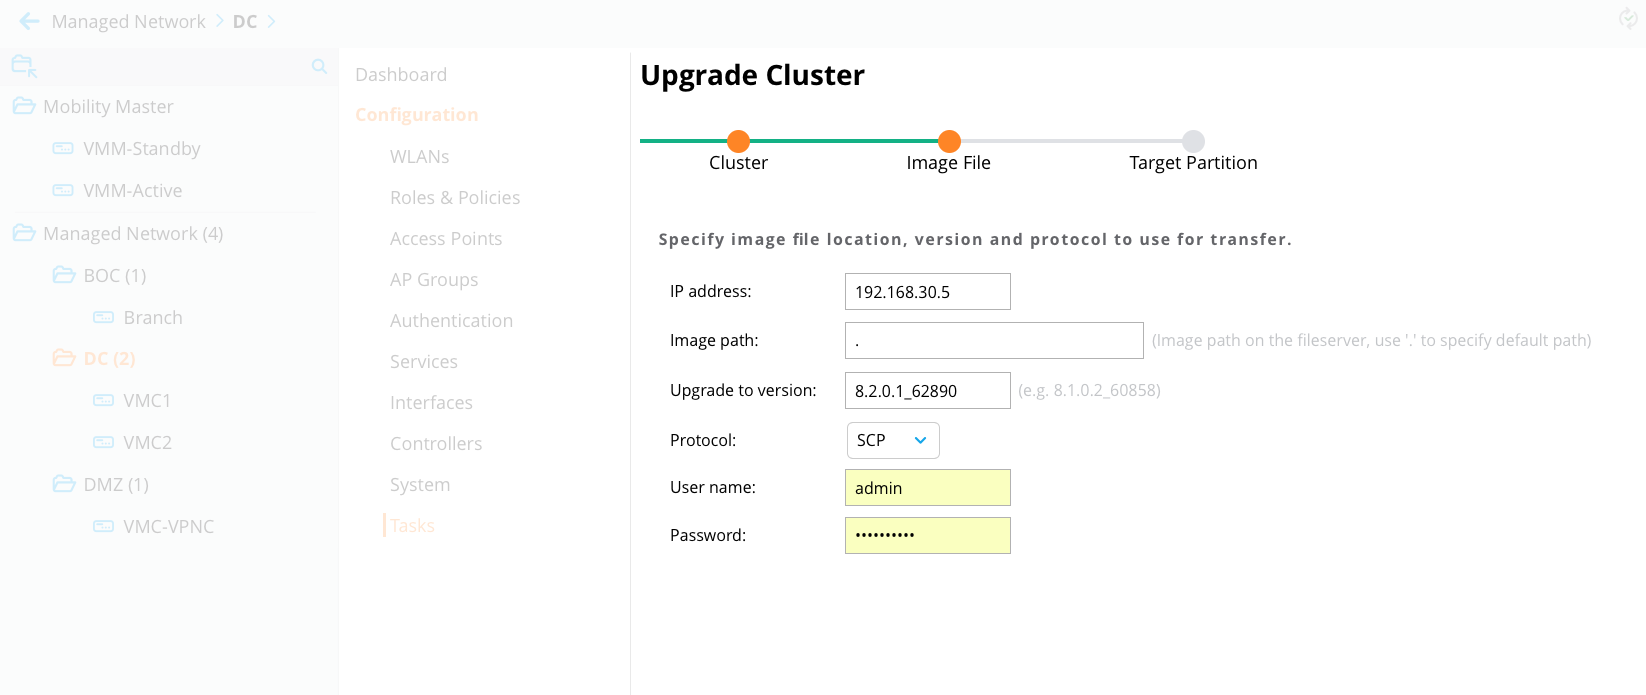 Managed Network > DC >
Mobility Master
VMM-Standby
VMM-Active
Managed Network (4)
BOC (1)
Branch
DC (2)
VMC1
VMC2
DMZ (1)
VMC-VPNC
Dashboard
Configuration
WLANs
Roles & Policies
Access Points
AP Groups
Authentication
Services
Interfaces
Controllers
System
Tasks
Upgrade Cluster
Cluster Image File Target Partition
Specify image file location, version and protocol to use for transfer.
IP address: 192.168.30.5
Image path: . (Image path on the fileserver, use '.' to specify default path)
Upgrade to version: 8.2.0.1_62890 (e.g. 8.1.0.2_60858)
Protocol: SCP
User name: admin
Password: ••••••••••